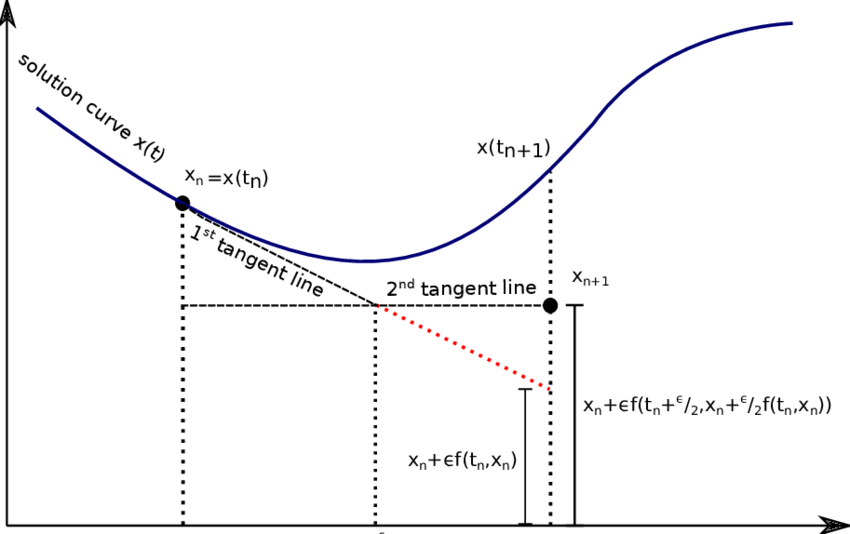 solution curve x(t)
xₙ=x(tn)
x(tn+1)
1ˢᵗ tangent line
2ⁿᵈ tangent line
xₙ₊₁
xₙ+ϵf(tₙ+ᵋ/₂,xₙ+ᵋ/₂f(tₙ,xₙ))
xₙ+ϵf(tₙ,xₙ)